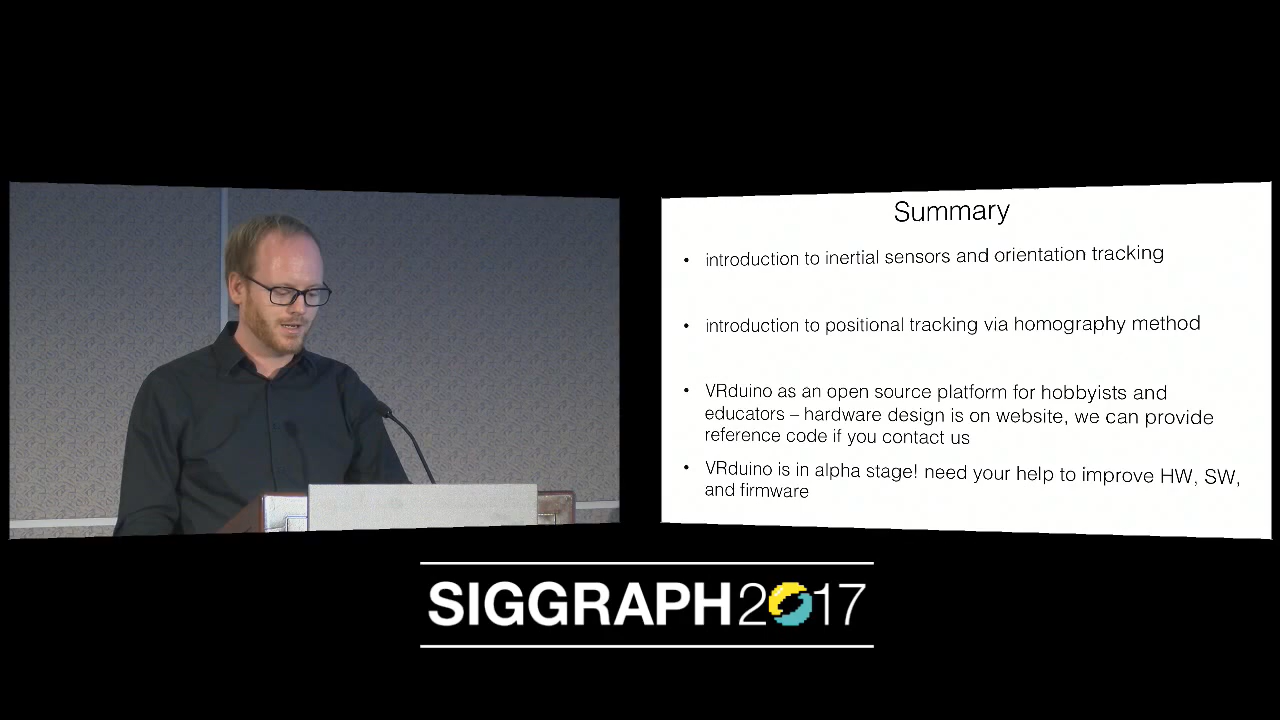 Summary
• introduction to inertial sensors and orientation tracking
• introduction to positional tracking via homography method
• VRduino as an open source platform for hobbyists and
educators – hardware design is on website, we can provide
reference code if you contact us
• VRduino is in alpha stage! need your help to improve HW, SW,
and firmware
SIGGRAPH2017